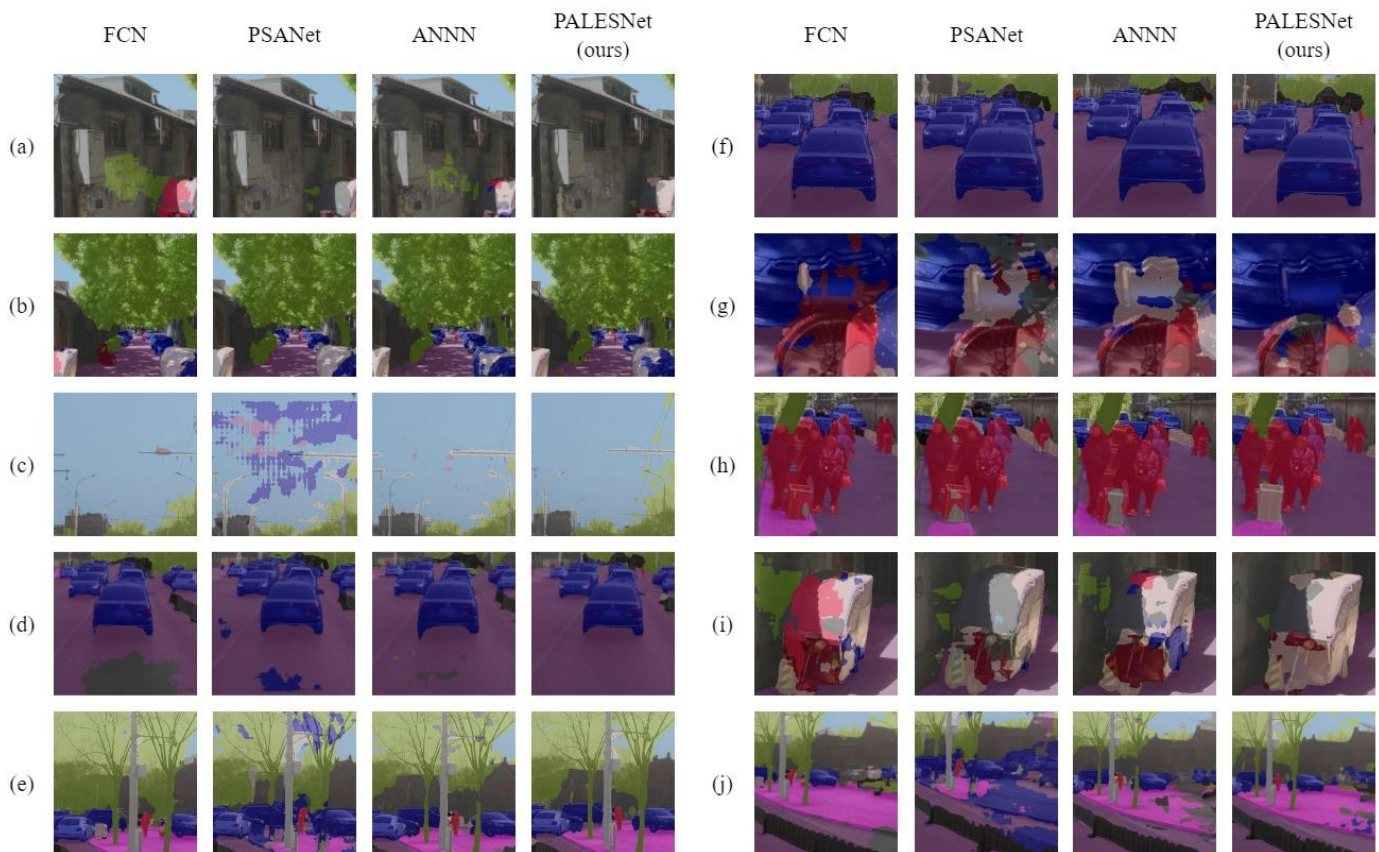 FCN PSANet ANNN PALESNet (ours) FCN PSANet ANNN PALESNet (ours)
(a)
(b)
(c)
(d)
(e)
(f)
(g)
(h)
(i)
(j)